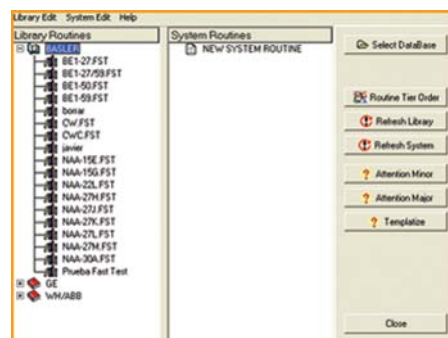 Library Edit System Edit Help
Library Routines
BASLER
BE1-27.FST
BE1-27/59.FST
BE1-50.FST
BE1-59.FST
bonar
CW.FST
CWC.FST
javier
NAA-15E.FST
NAA-15G.FST
NAA-22L.FST
NAA-27H.FST
NAA-27J.FST
NAA-27K.FST
NAA-27L.FST
NAA-27M.FST
NAA-30A.FST
Prueba Fast Test
GE
WH/ABB
System Routines
NEW SYSTEM ROUTINE
Select DataBase
Routine Tier Order
Refresh Library
Refresh System
Attention Minor
Attention Major
Templatize
Close